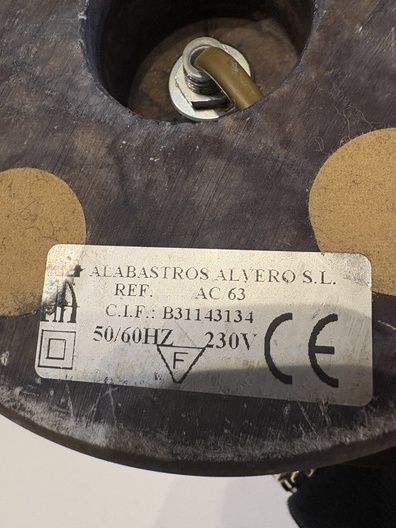 ALABASTROS ALVERO S.L.
REF. AC 63
C.I.F.: B31143134
50/60HZ 230V
F
CE